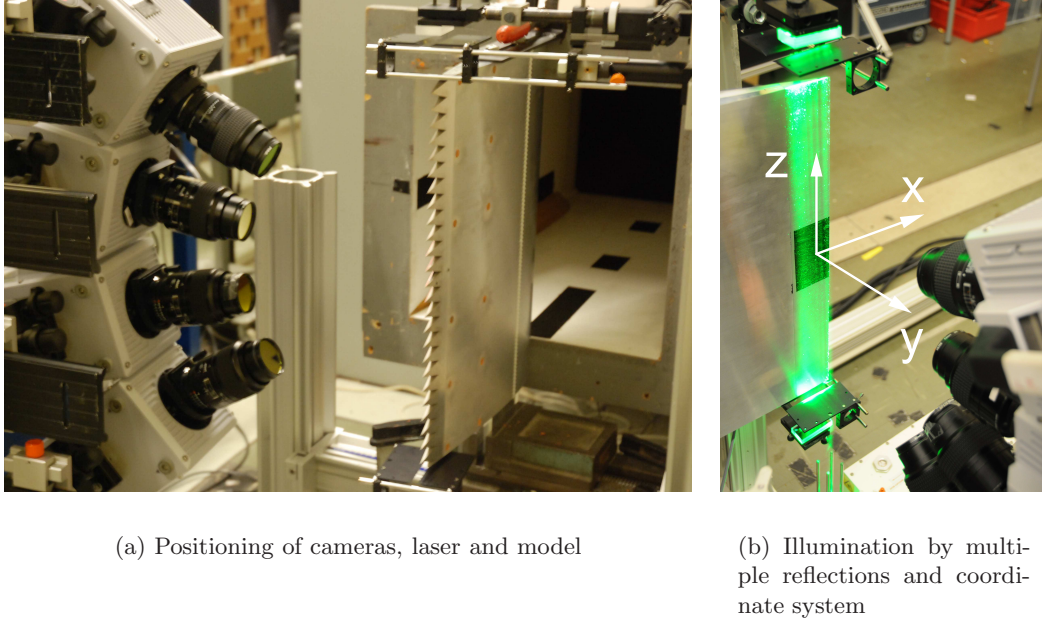 z
x
y
(a) Positioning of cameras, laser and model
(b) Illumination by multi-
ple reflections and coordi-
nate system